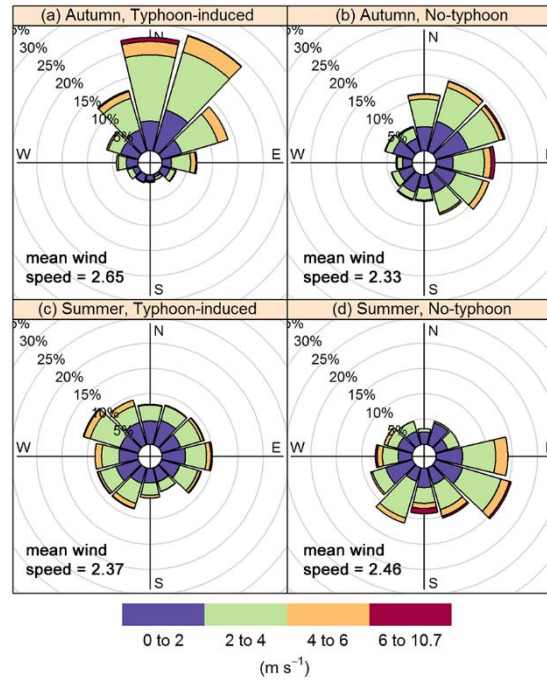 (a) Autumn, Typhoon-induced
(b) Autumn, No-typhoon
N
30%
25%
20%
15%
10%
5%
W
E
mean wind
speed = 2.65
S
N
30%
25%
20%
15%
10%
5%
W
E
mean wind
speed = 2.33
S
(c) Summer, Typhoon-induced
(d) Summer, No-typhoon
N
30%
25%
20%
15%
10%
5%
W
E
mean wind
speed = 2.37
S
N
30%
25%
20%
15%
10%
5%
W
E
mean wind
speed = 2.46
S
0 to 2 2 to 4 4 to 6 6 to 10.7
(m s⁻¹)